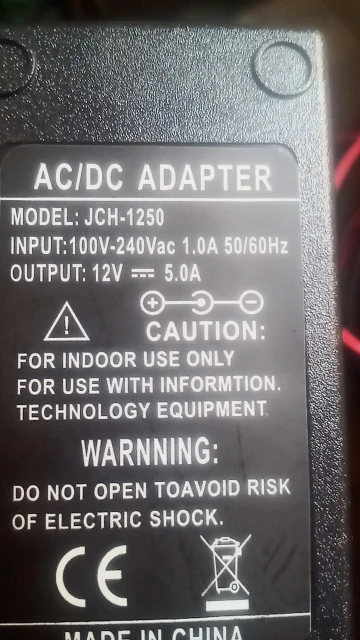 AC/DC ADAPTER
MODEL: JCH-1250
INPUT:100V-240Vac 1.0A 50/60Hz
OUTPUT: 12V ⎓ 5.0A
CAUTION:
FOR INDOOR USE ONLY
FOR USE WITH INFORMTION.
TECHNOLOGY EQUIPMENT
WARNNING:
DO NOT OPEN TOAVOID RISK
OF ELECTRIC SHOCK.
CE
MADE IN CHINA